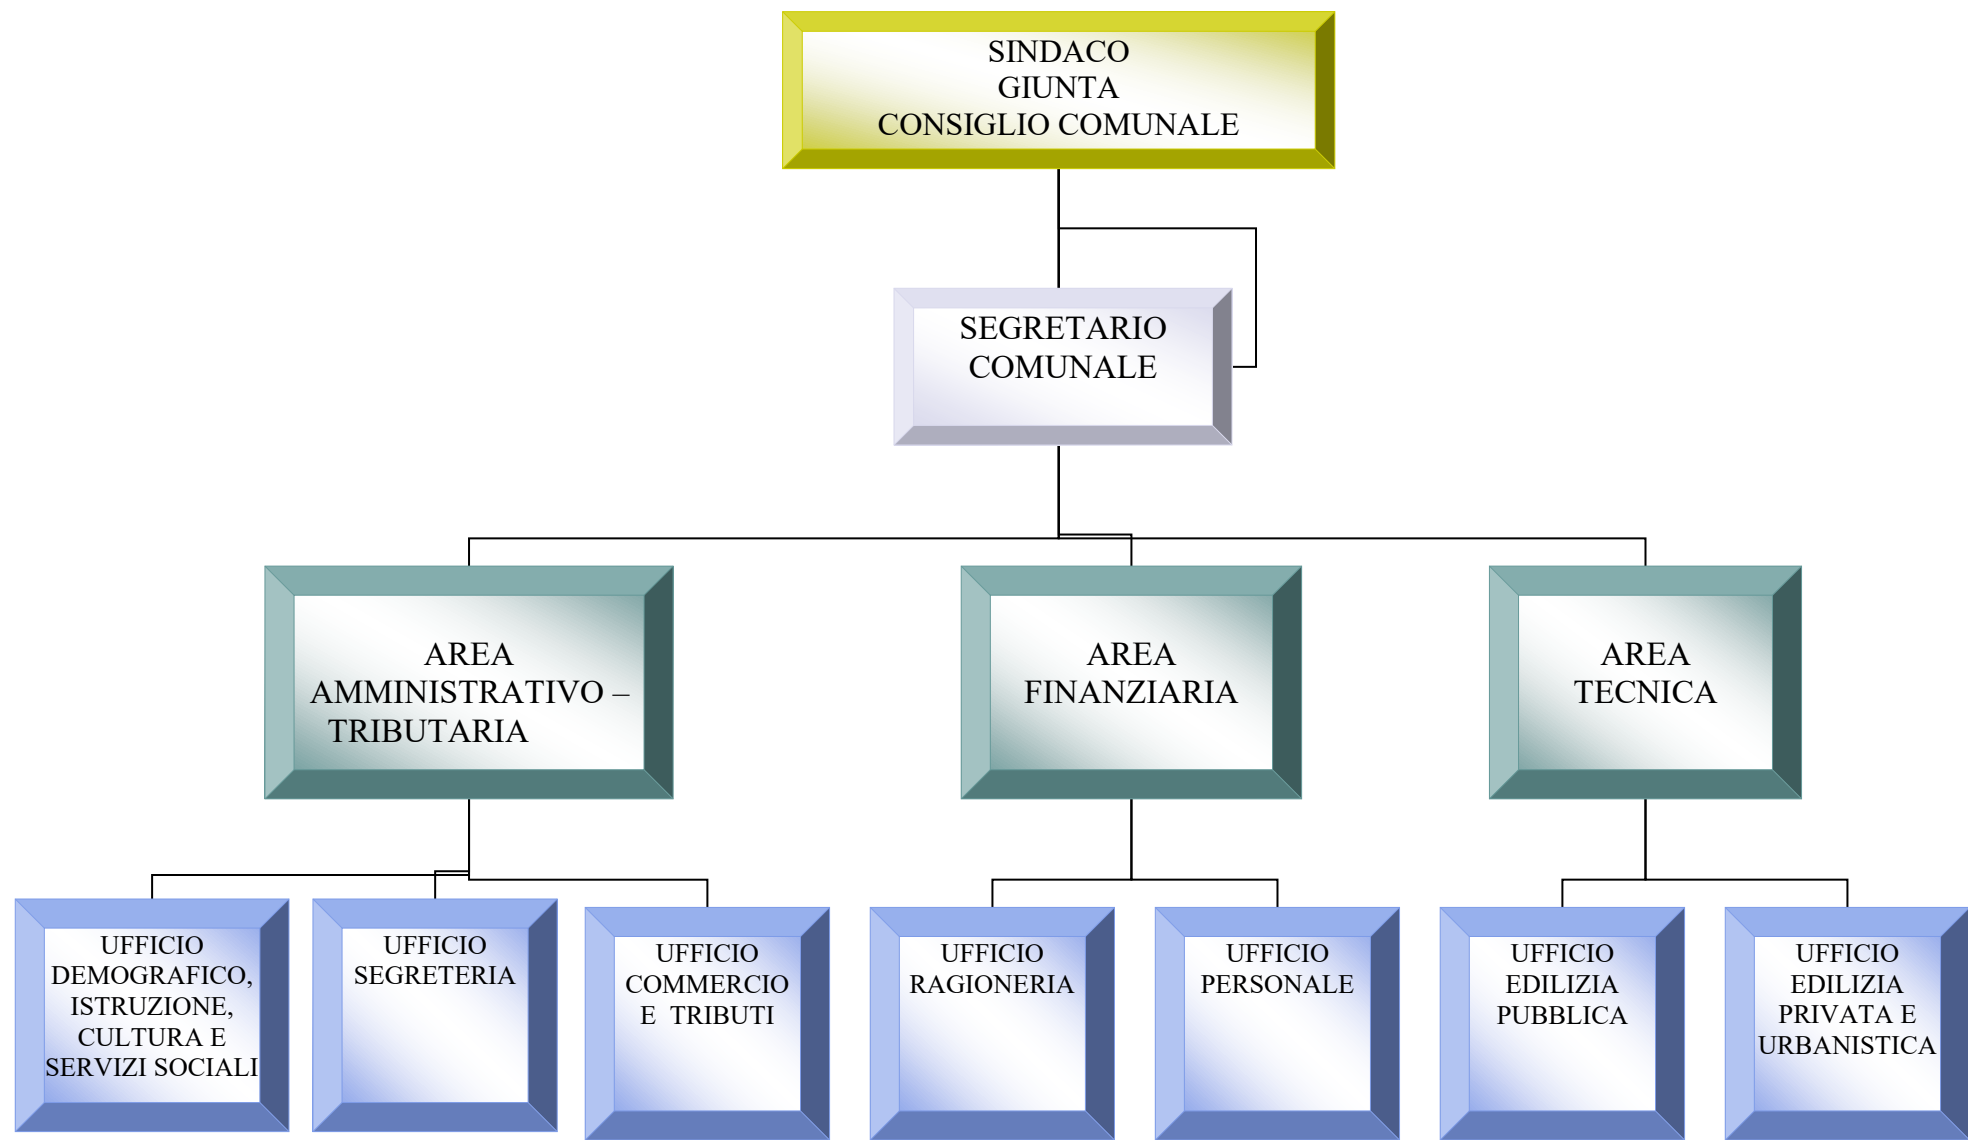 SINDACO
GIUNTA
CONSIGLIO COMUNALE
SEGRETARIO
COMUNALE
AREA
AMMINISTRATIVO –
TRIBUTARIA
AREA
FINANZIARIA
AREA
TECNICA
UFFICIO
DEMOGRAFICO,
ISTRUZIONE,
CULTURA E
SERVIZI SOCIALI
UFFICIO
SEGRETERIA
UFFICIO
COMMERCIO
E TRIBUTI
UFFICIO
RAGIONERIA
UFFICIO
PERSONALE
UFFICIO
EDILIZIA
PUBBLICA
UFFICIO
EDILIZIA
PRIVATA E
URBANISTICA